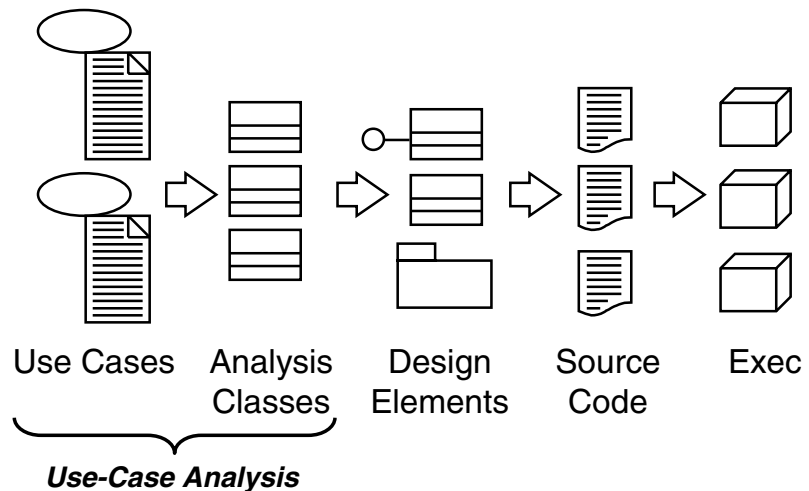 Use Cases
Analysis
Classes
Design
Elements
Source
Code
Exec
Use-Case Analysis